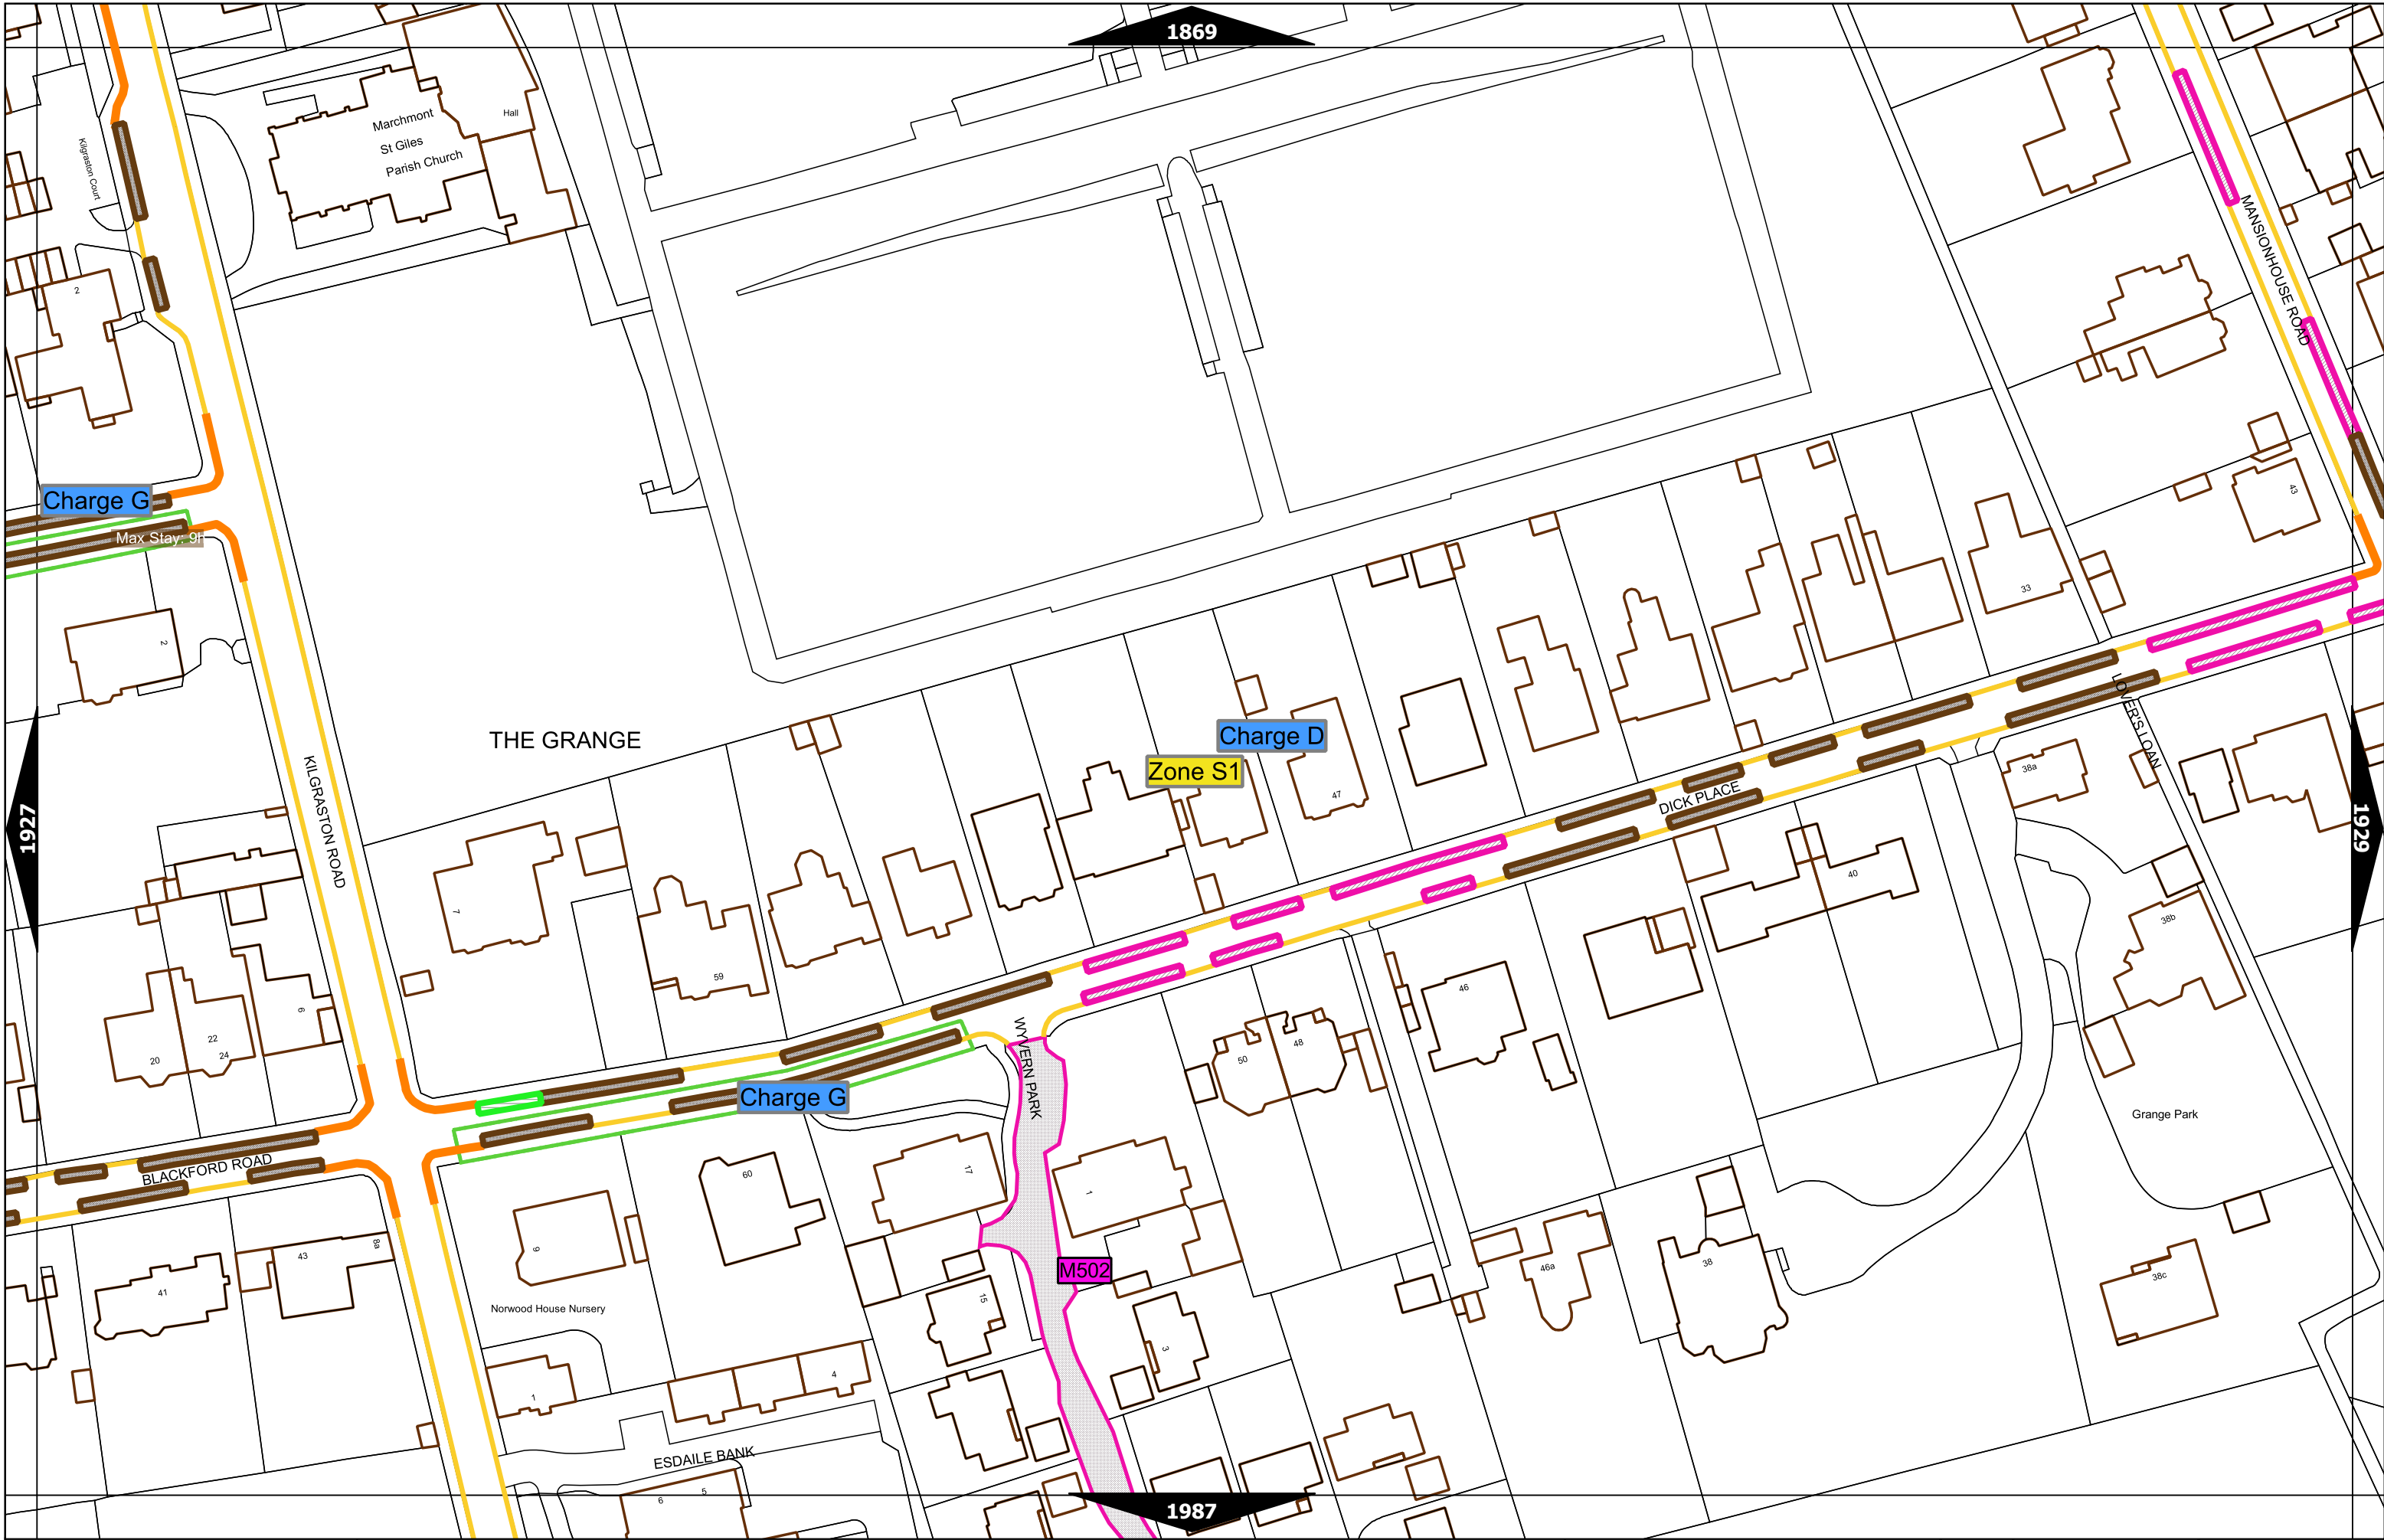 1869
Marchmont
St Giles
Parish Church
Hall
Kilgraston Court
2
MANSIONHOUSE ROAD
Charge G
Max Stay: 9h
43
2
33
THE GRANGE
Charge D
Zone S1
47
LOVER'S LOAN
38a
DICK PLACE
1927
KILGRASTON ROAD
1929
7
59
40
38b
46
6
20
22
24
WYVERN PARK
50
48
Charge G
Grange Park
BLACKFORD ROAD
60
17
1
9
43
8a
M502
38
46a
38c
41
Norwood House Nursery
15
3
1
4
ESDAILE BANK
6
5
1987